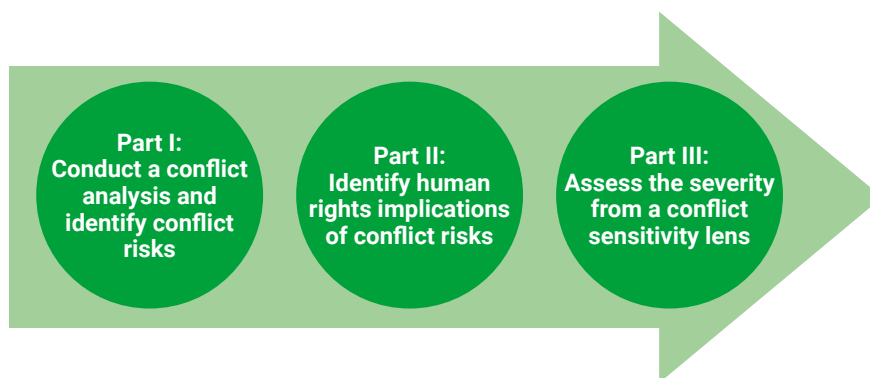 Part I:
Conduct a conflict
analysis and
identify conflict
risks
Part II:
Identify human
rights implications
of conflict risks
Part III:
Assess the severity
from a conflict
sensitivity lens